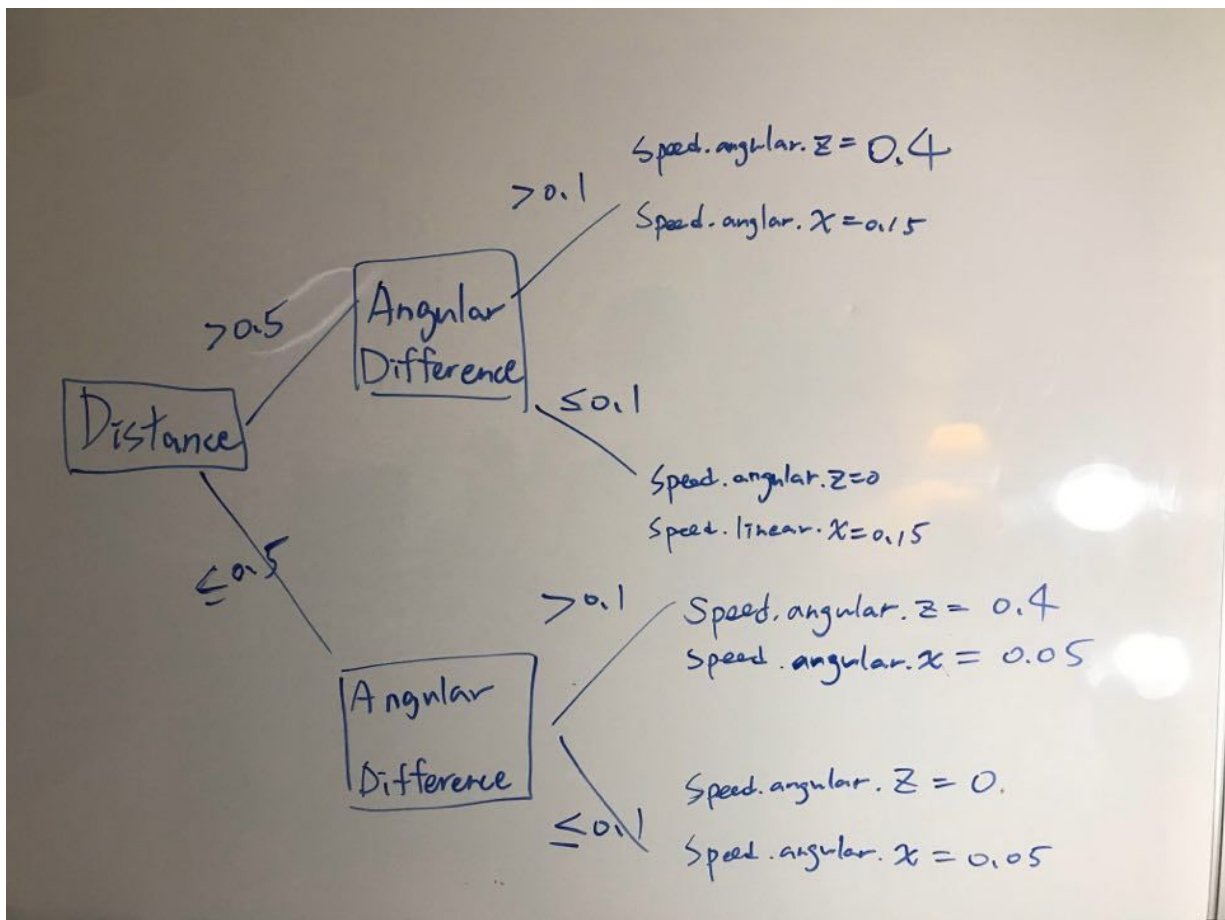 Speed.angular.z=0.4
>0.1
Speed.anglar.x=0.15
>0.5
Angular
Difference
≤0.1
Distance
Speed.angular.z=0
Speed.linear.x=0.15
≤0.5
>0.1
Speed.angular.z=0.4
Speed.angular.x=0.05
Angular
Difference
Speed.angular.z=0.
≤0.1
Speed.angular.x=0.05